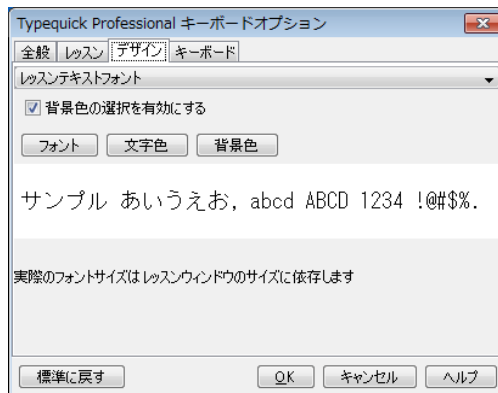 Typequick Professional キーボードオプション
全般 レッスン デザイン キーボード
レッスンテキストフォント
背景色の選択を有効にする
フォント 文字色 背景色
サンプル あいうえお, abcd ABCD 1234 !@#$%.
実際のフォントサイズはレッスンウィンドウのサイズに依存します
標準に戻す OK キャンセル ヘルプ